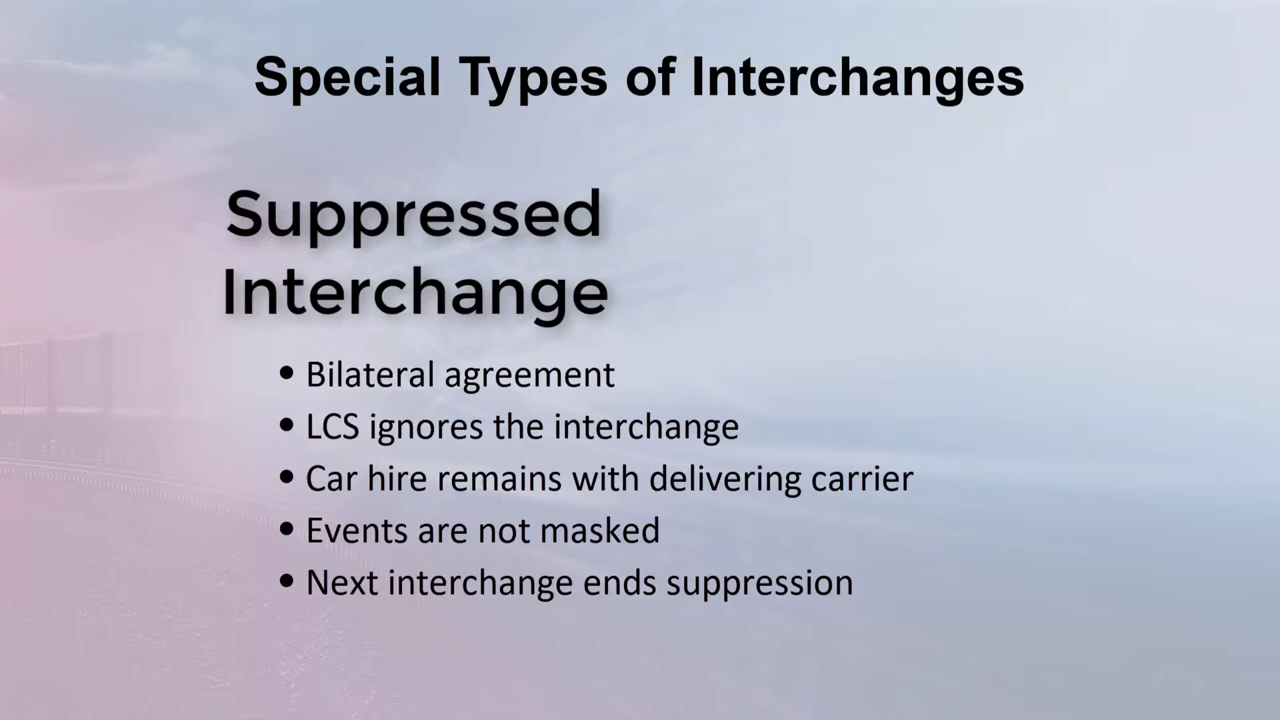 Special Types of Interchanges
Suppressed
Interchange
• Bilateral agreement
• LCS ignores the interchange
• Car hire remains with delivering carrier
• Events are not masked
• Next interchange ends suppression